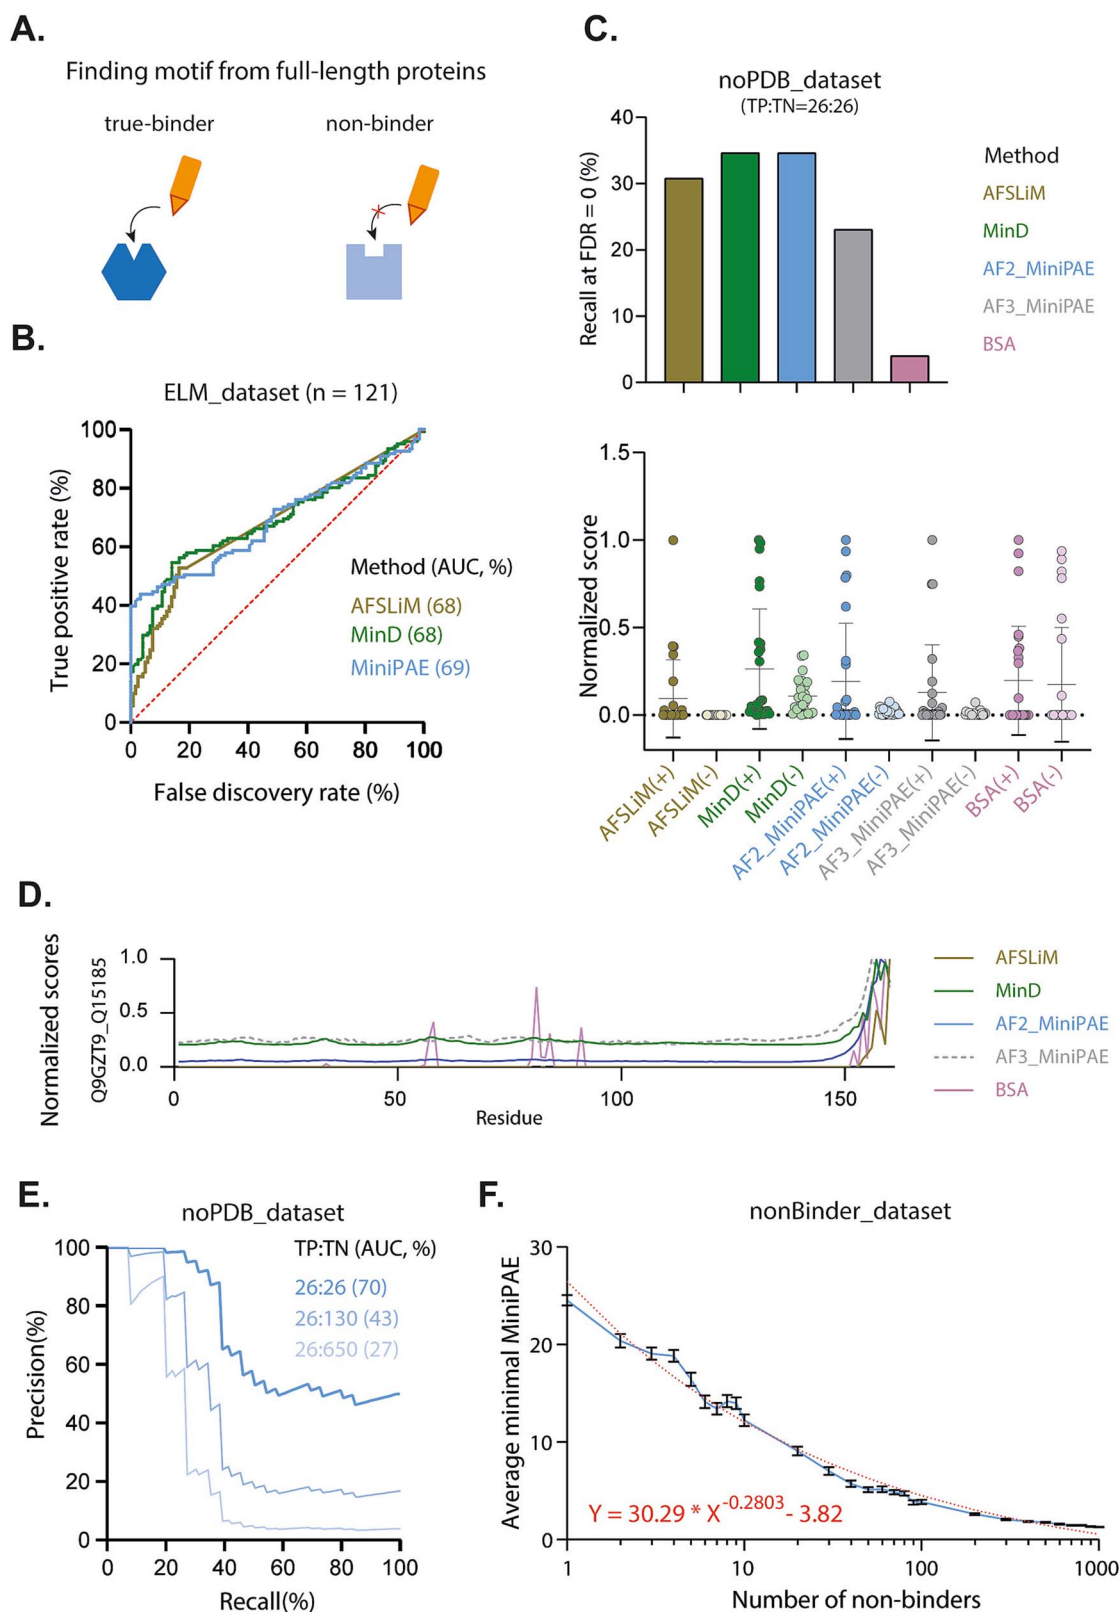 A.
Finding motif from full-length proteins
true-binder
non-binder
B.
ELM_dataset (n = 121)
True positive rate (%)
100
80
60
40
20
0
0 20 40 60 80 100
False discovery rate (%)
Method (AUC, %)
AFSLiM (68)
MinD (68)
MiniPAE (69)
C.
noPDB_dataset
(TP:TN=26:26)
Recall at FDR = 0 (%)
40
30
20
10
0
Method
AFSLiM
MinD
AF2_MiniPAE
AF3_MiniPAE
BSA
Normalized score
1.5
1.0
0.5
0.0
AFSLiM(+)
AFSLiM(-)
MinD(+)
MinD(-)
AF2_MiniPAE(+)
AF2_MiniPAE(-)
AF3_MiniPAE(+)
AF3_MiniPAE(-)
BSA(+)
BSA(-)
D.
Normalized scores
Q9GZT9_Q15185
1.0
0.5
0.0
0 50 100 150
Residue
AFSLiM
MinD
AF2_MiniPAE
AF3_MiniPAE
BSA
E.
noPDB_dataset
TP:TN (AUC, %)
26:26 (70)
26:130 (43)
26:650 (27)
Precision(%)
100
80
60
40
20
0
0 20 40 60 80 100
Recall(%)
F.
nonBinder_dataset
Average minimal MiniPAE
30
20
10
0
Y = 30.29 * X^-0.2803 - 3.82
1 10 100 1000
Number of non-binders